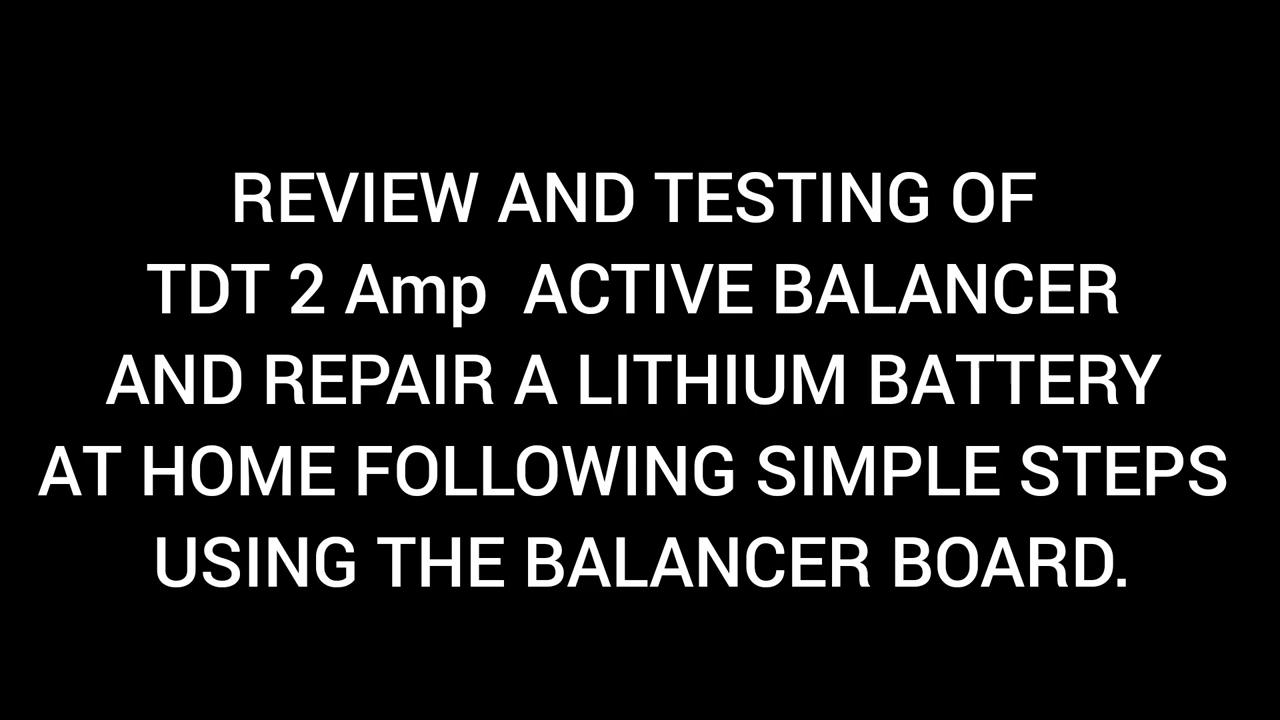 REVIEW AND TESTING OF
TDT 2 Amp  ACTIVE BALANCER
AND REPAIR A LITHIUM BATTERY
AT HOME FOLLOWING SIMPLE STEPS
USING THE BALANCER BOARD.